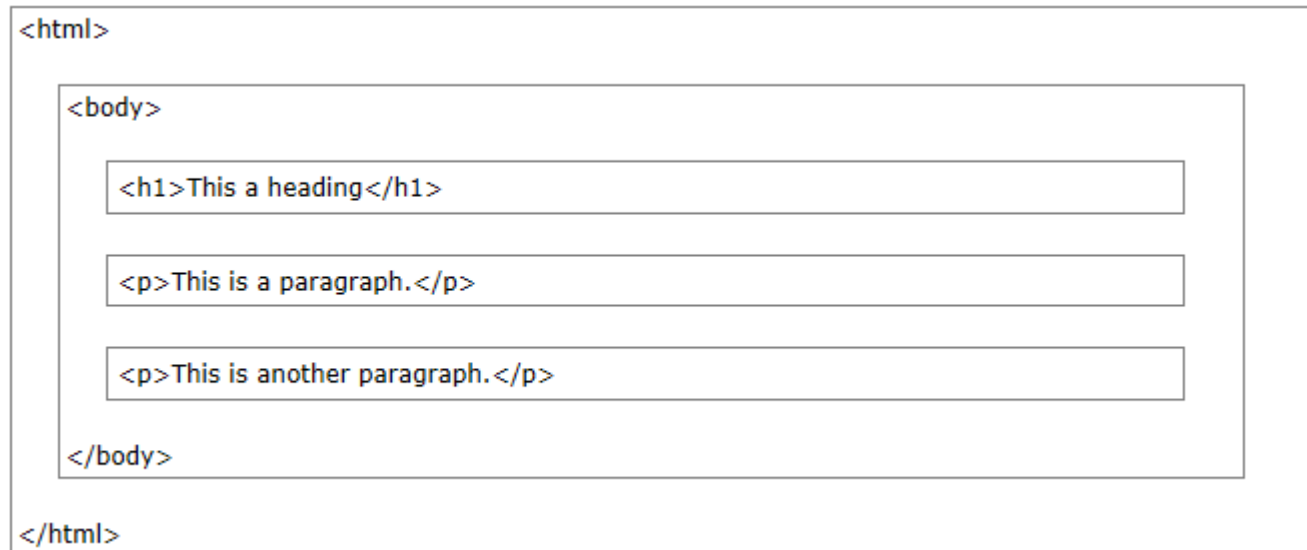 <html>
<body>
<h1>This a heading</h1>
<p>This is a paragraph.</p>
<p>This is another paragraph.</p>
</body>
</html>